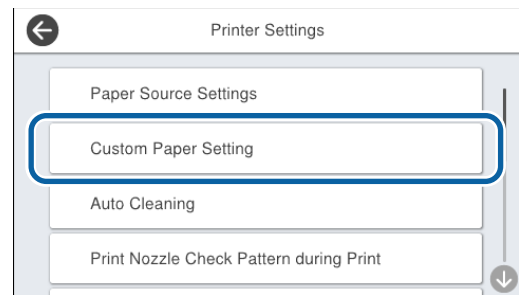 Printer Settings
Paper Source Settings
Custom Paper Setting
Auto Cleaning
Print Nozzle Check Pattern during Print